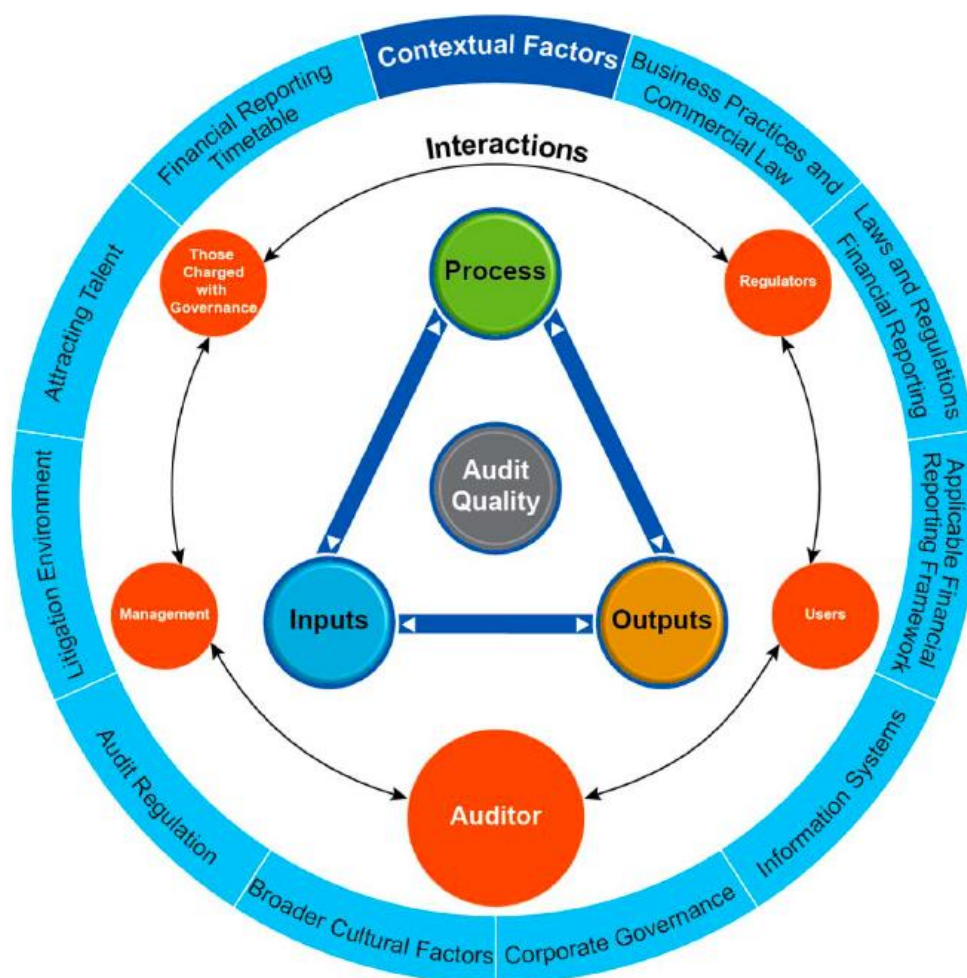 Contextual Factors
Business Practices and
Commercial Law
Laws and Regulations
Financial Reporting
Applicable Financial
Reporting Framework
Information Systems
Corporate Governance
Broader Cultural Factors
Audit Regulation
Litigation Environment
Attracting Talent
Financial Reporting
Timetable
Interactions
Those
Charged
with
Governance
Regulators
Management
Users
Auditor
Process
Audit
Quality
Inputs
Outputs